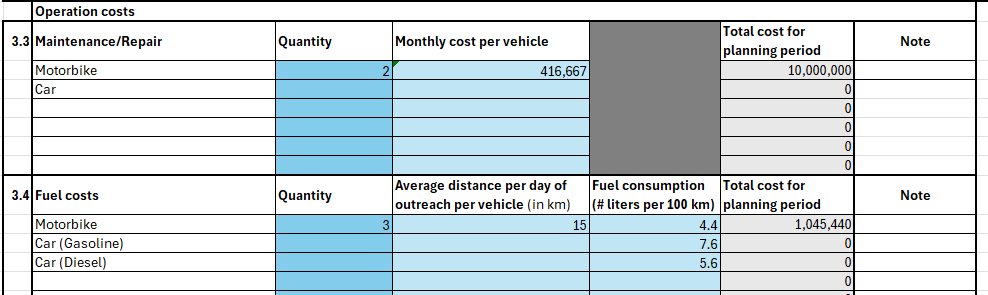 Operation costs
3.3 Maintenance/Repair Quantity Monthly cost per vehicle Total cost for planning period Note
Motorbike 2 416,667 10,000,000
Car 0
0
0
0
0
3.4 Fuel costs Quantity Average distance per day of outreach per vehicle (in km) Fuel consumption (# liters per 100 km) Total cost for planning period Note
Motorbike 3 15 4.4 1,045,440
Car (Gasoline) 7.6 0
Car (Diesel) 5.6 0
0